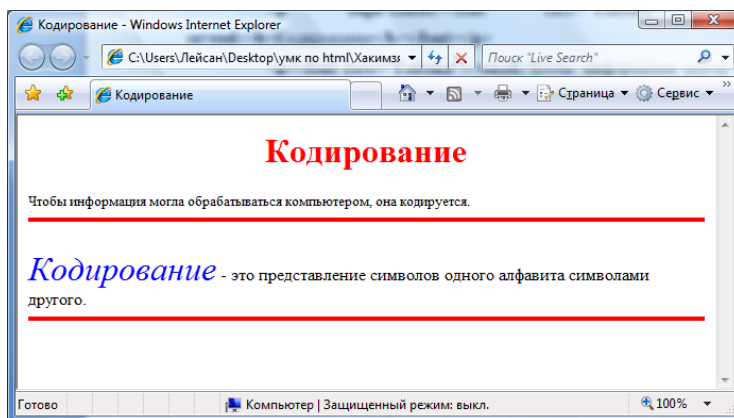 Кодирование - Windows Internet Explorer
C:\Users\Лейсан\Desktop\умк по html\Хакимзя
Поиск "Live Search"
Кодирование
Страница
Сервис
Кодирование
Чтобы информация могла обрабатываться компьютером, она кодируется.
Кодирование - это представление символов одного алфавита символами
другого.
Готово
Компьютер | Защищенный режим: выкл.
100%